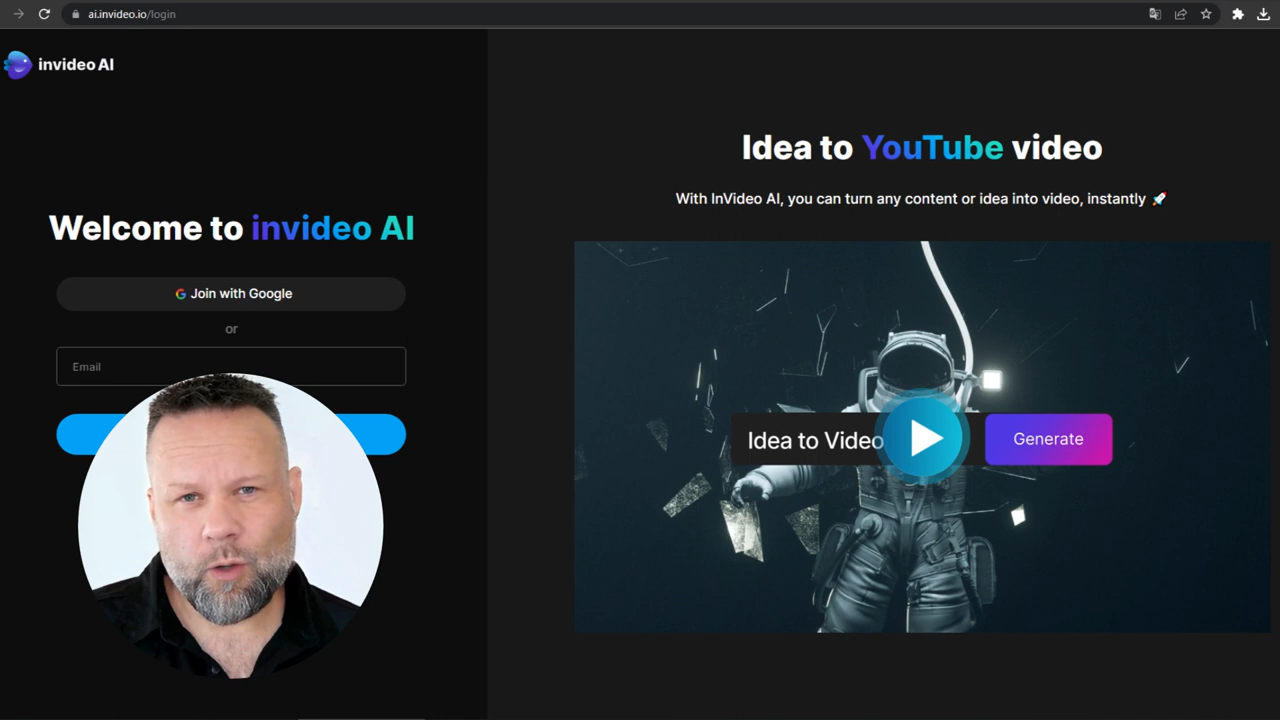 ai.invideo.io/login
invideo AI
Welcome to invideo AI
G Join with Google
or
Email
Idea to YouTube video
With InVideo AI, you can turn any content or idea into video, instantly 🚀
Idea to Video
Generate